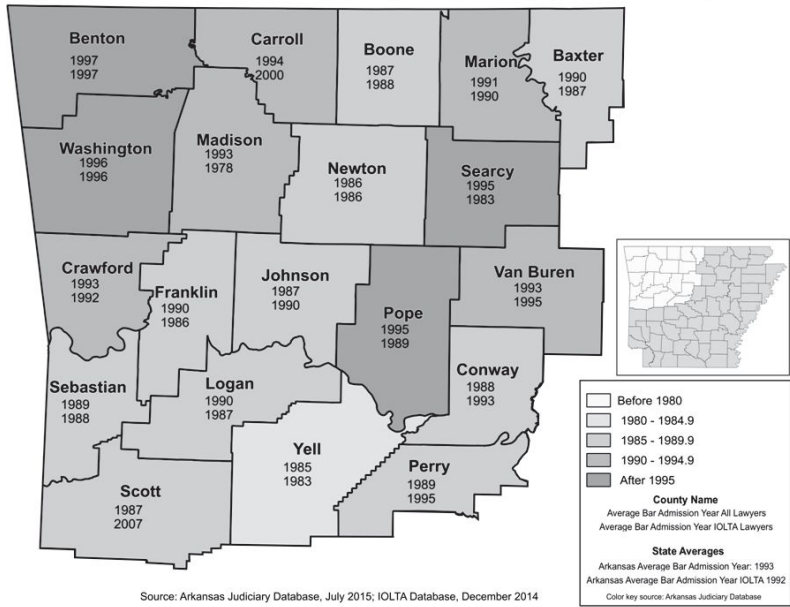 Benton
1997
1997
Carroll
1994
2000
Boone
1987
1988
Marion
1991
1990
Baxter
1990
1987
Washington
1996
1996
Madison
1993
1978
Newton
1986
1986
Searcy
1995
1983
Crawford
1993
1992
Franklin
1990
1986
Johnson
1987
1990
Pope
1995
1989
Van Buren
1993
1995
Sebastian
1989
1988
Logan
1990
1987
Conway
1988
1993
Yell
1985
1983
Perry
1989
1995
Scott
1987
2007
Before 1980
1980 - 1984.9
1985 - 1989.9
1990 - 1994.9
After 1995
County Name
Average Bar Admission Year All Lawyers
Average Bar Admission Year IOLTA Lawyers
State Averages
Arkansas Average Bar Admission Year: 1993
Arkansas Average Bar Admission Year IOLTA 1992
Color key source: Arkansas Judiciary Database
Source: Arkansas Judiciary Database, July 2015; IOLTA Database, December 2014